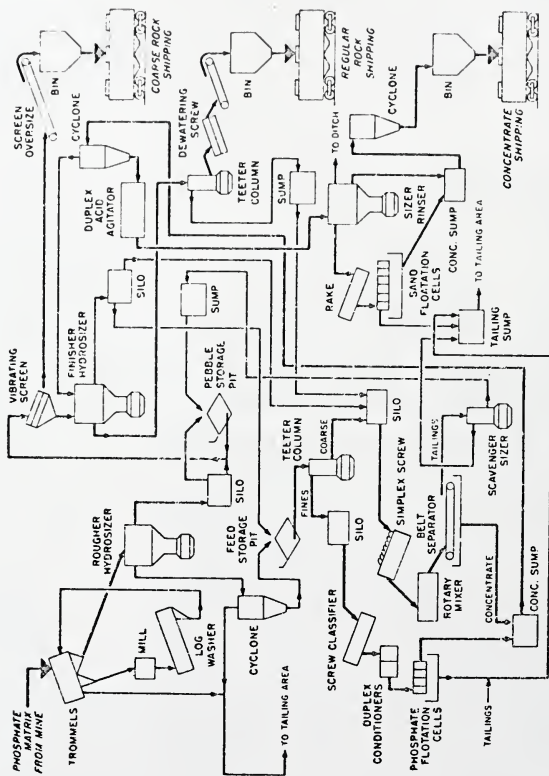 PHOSPHATE
MATRIX
FROM MINE
TROMMELS
MILL
LOG
WASHER
ROUGHER
HYDROSIZER
VIBRATING
SCREEN
FINISHER
HYDROSIZER
SCREEN
OVERSIZE
BIN
COARSE ROCK
SHIPPING
CYCLONE
DUPLEX
ACID
AGITATOR
DEWATERING
SCREW
BIN
REGULAR
ROCK
SHIPPING
SILO
TEETER
COLUMN
SUMP
SILO
PEBBLE
STORAGE
PIT
SUMP
TO DITCH
CYCLONE
BIN
CONCENTRATE
SHIPPING
SIZER
RINSER
RAKE
SAND
FLOATATION
CELLS
CONC. SUMP
TO TAILING AREA
TAILING
SUMP
CYCLONE
TO TAILING AREA
FEED
STORAGE
PIT
TEETER
COLUMN
FINES
COARSE
SILO
SILO
SCREW CLASSIFIER
SIMPLEX SCREW
DUPLEX
CONDITIONERS
PHOSPHATE
FLOTATION
CELLS
ROTARY
MIXER
BELT
SEPARATOR
TAILINGS
SCAVENGER
SIZER
CONCENTRATE
CONC. SUMP
TAILINGS